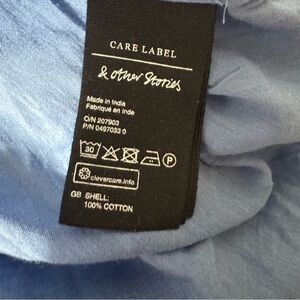 CARE LABEL
& other Stories
Made in India
Fabriqué en Inde
O/N 207903
P/N 0497033 0
30 P
clevercare.info
GB SHELL:
100% COTTON